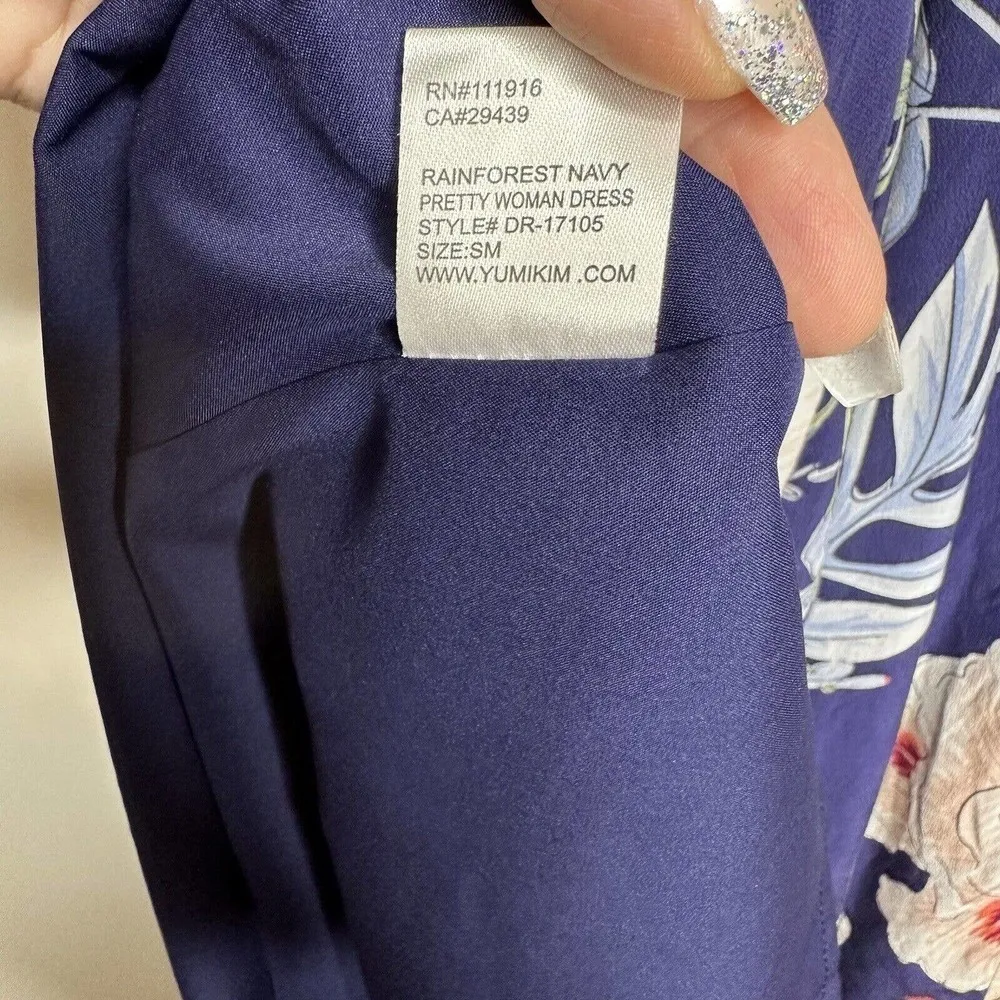 RN#111916
CA#29439
RAINFOREST NAVY
PRETTY WOMAN DRESS
STYLE# DR-17105
SIZE:SM
WWW.YUMIKIM .COM